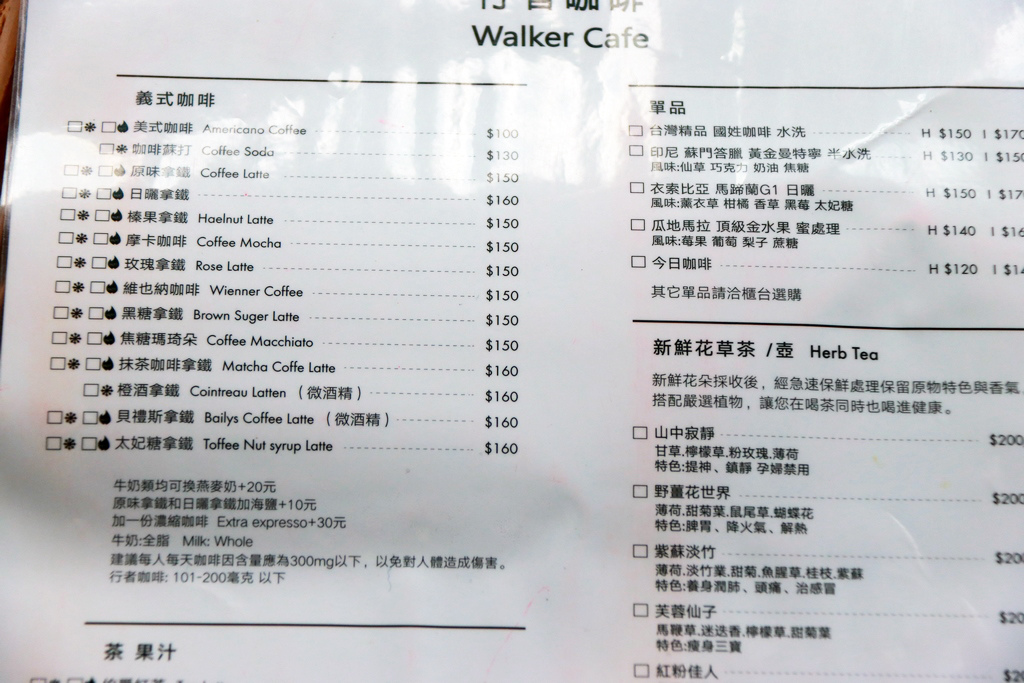 行者咖啡
Walker Cafe
義式咖啡
美式咖啡 Americano Coffee $100
咖啡蘇打 Coffee Soda $130
原味拿鐵 Coffee Latte $150
日曬拿鐵 $160
榛果拿鐵 Haelnut Latte $150
摩卡咖啡 Coffee Mocha $150
玫瑰拿鐵 Rose Latte $150
維也納咖啡 Wienner Coffee $150
黑糖拿鐵 Brown Suger Latte $150
焦糖瑪琦朵 Coffee Macchiato $150
抹茶咖啡拿鐵 Matcha Coffe Latte $160
橙酒拿鐵 Cointreau Latten （微酒精） $160
貝禮斯拿鐵 Bailys Coffee Latte （微酒精） $160
太妃糖拿鐵 Toffee Nut syrup Latte $160
牛奶類均可換燕麥奶+20元
原味拿鐵和日曬拿鐵加海鹽+10元
加一份濃縮咖啡 Extra expresso+30元
牛奶:全脂 Milk: Whole
建議每人每天咖啡因含量應為300mg以下，以免對人體造成傷害。
行者咖啡: 101-200毫克 以下
茶 果汁
單品
台灣精品 國姓咖啡 水洗 H $150 I $170
印尼 蘇門答臘 黃金曼特寧 半水洗 H $130 I $150
風味:仙草 巧克力 奶油 焦糖
衣索比亞 馬蹄蘭G1 日曬 H $150 I $17
風味:薰衣草 柑橘 香草 黑莓 太妃糖
瓜地馬拉 頂級金水果 蜜處理 H $140 I $16
風味:莓果 葡萄 梨子 蔗糖
今日咖啡 H $120 I $14
其它單品請洽櫃台選購
新鮮花草茶 /壺 Herb Tea
新鮮花朵採收後，經急速保鮮處理保留原物特色與香氣
搭配嚴選植物，讓您在喝茶同時也喝進健康。
山中寂靜 $200
甘草.檸檬草.粉玫瑰.薄荷
特色:提神、鎮靜 孕婦禁用
野薑花世界 $200
薄荷.甜菊葉.鼠尾草.蝴蝶花
特色:脾胃、降火氣、解熱
紫蘇淡竹 $200
薄荷.淡竹葉.甜菊.魚腥草.桂枝.紫蘇
特色:養身潤肺、頭痛、治感冒
芙蓉仙子 $20
馬鞭草.迷迭香.檸檬草.甜菊葉
特色:瘦身三寶
紅粉佳人 $2